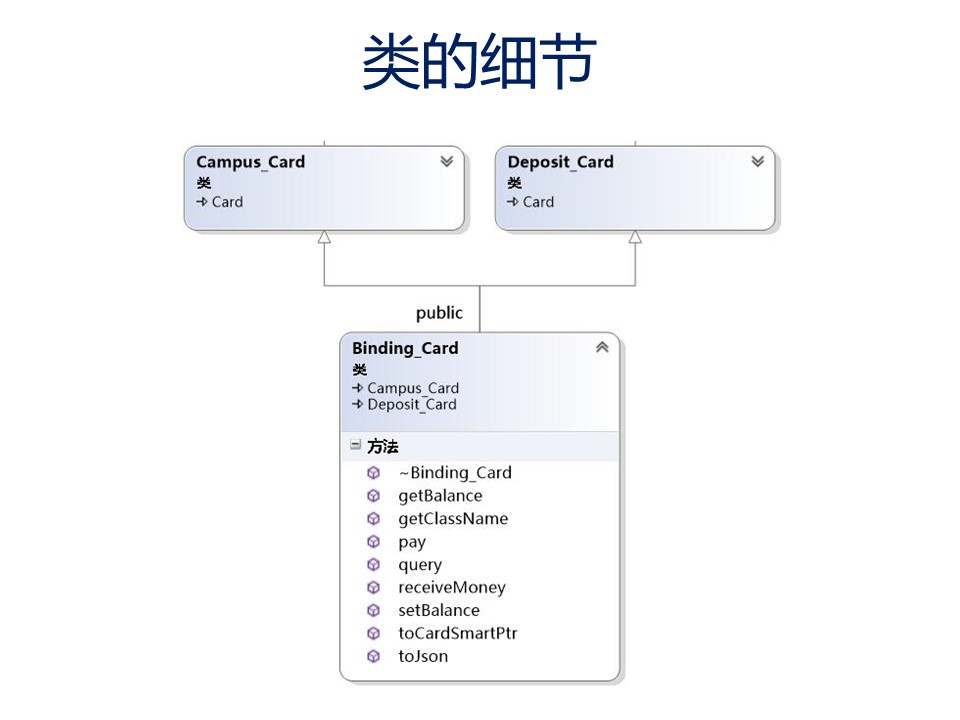 类的细节
Campus_Card
类
Card
Deposit_Card
类
Card
public
Binding_Card
类
Campus_Card
Deposit_Card
方法
~Binding_Card
getBalance
getClassName
pay
query
receiveMoney
setBalance
toCardSmartPtr
toJson